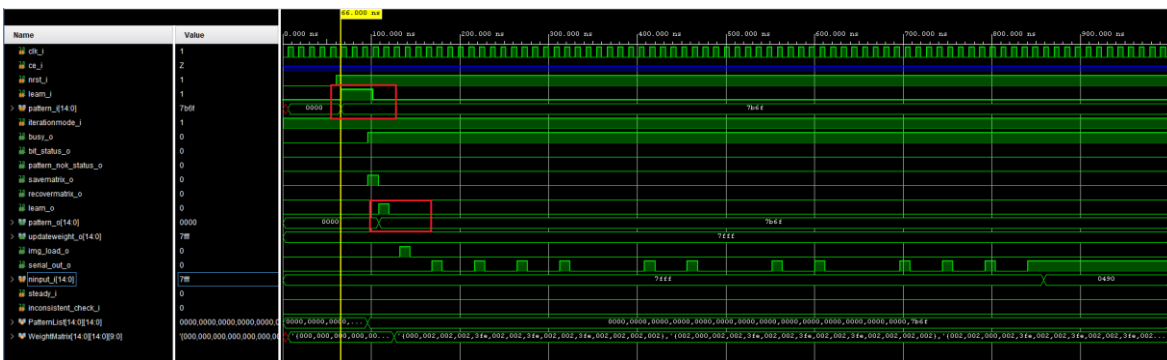 66.000 ns
Name Value 0.000 ns 100.000 ns 200.000 ns 300.000 ns 400.000 ns 500.000 ns 600.000 ns 700.000 ns 800.000 ns 900.000 ns
clk_i 1
ce_i Z
nrst_i 1
learn_i 1
pattern_i[14:0] 7b6f 0000 7b6f
iterationmode_i 1
busy_o 0
bit_status_o 0
pattern_nok_status_o 0
savematrix_o 0
recovermatrix_o 0
learn_o 0
pattern_o[14:0] 0000 0000 7b6f
updateweight_o[14:0] 7fff 7fff
img_load_o 0
serial_out_o 0
ninput_i[14:0] 7fff 7fff 0490
steady_i 0
inconsistent_check_i 0
PatternList[14:0][14:0] 0000,0000,0000,0000,0000,0 0000,0000,0000,... 0000,0000,0000,0000,0000,0000,0000,0000,0000,0000,0000,0000,0000,0000,7b6f
WeightMatrix[14:0][14:0][9:0]